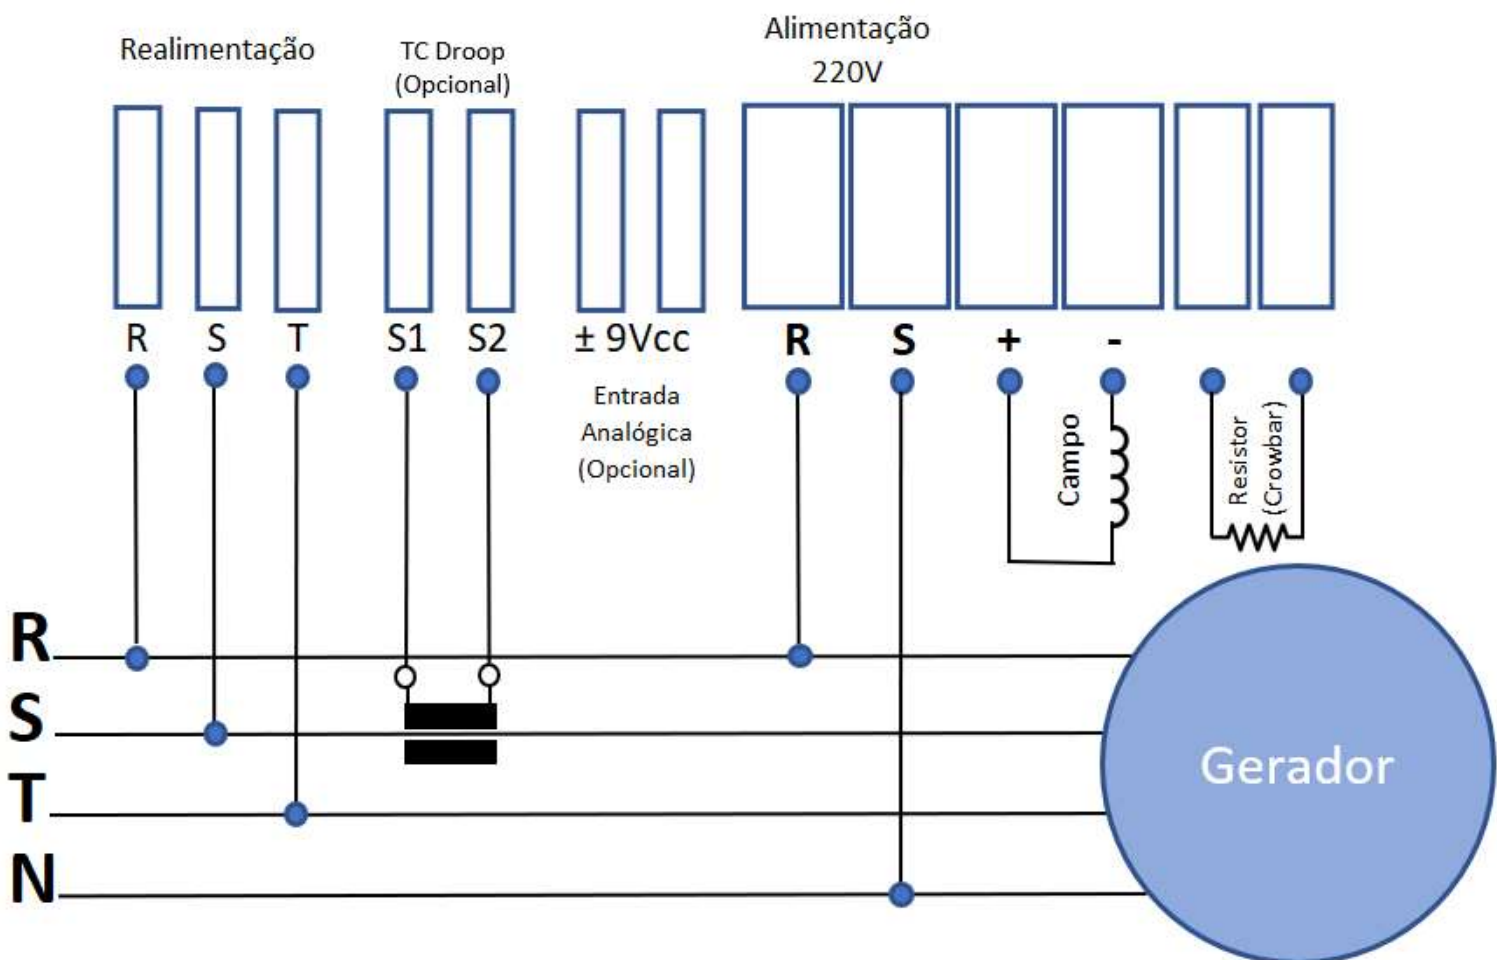 Realimentação
TC Droop
(Opcional)
Alimentação
220V
R S T S1 S2 ± 9Vcc R S + -
Entrada
Analógica
(Opcional)
Campo
Resistor
(Crowbar)
R
S
T
N
Gerador